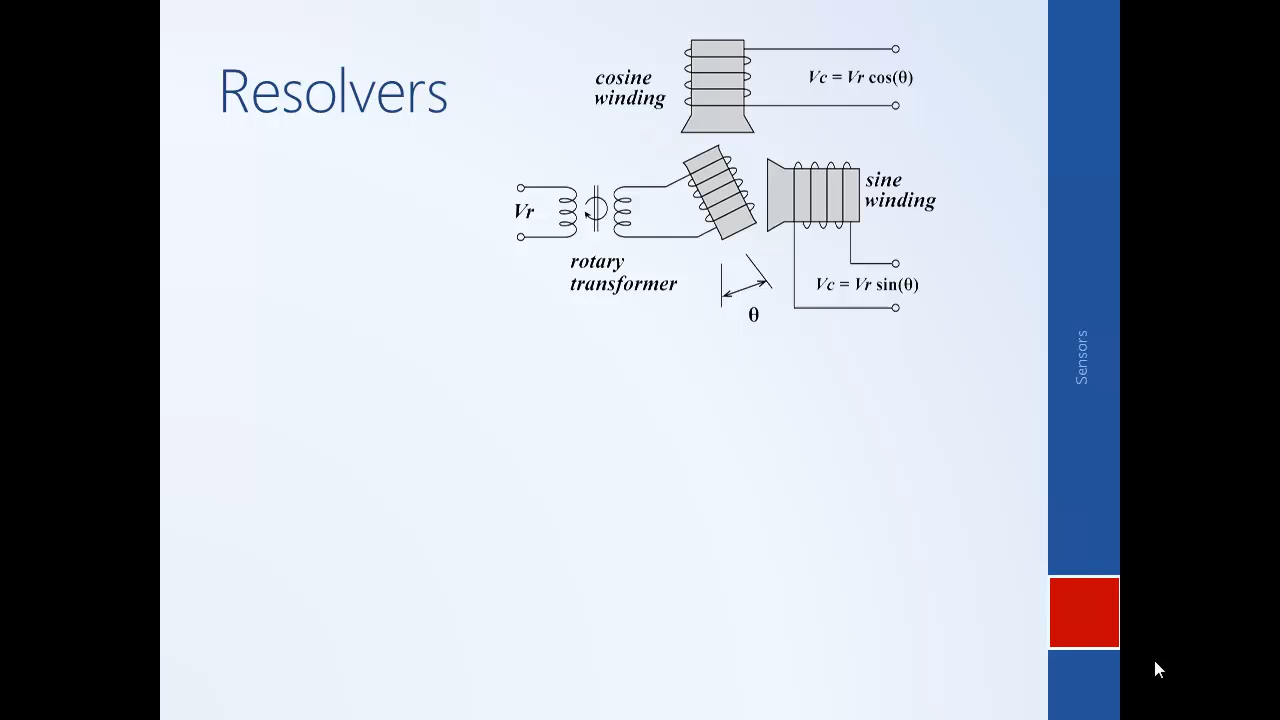 Resolvers
cosine
winding
Vc = Vr cos(θ)
sine
winding
Vr
rotary
transformer
Vc = Vr sin(θ)
θ
Sensors